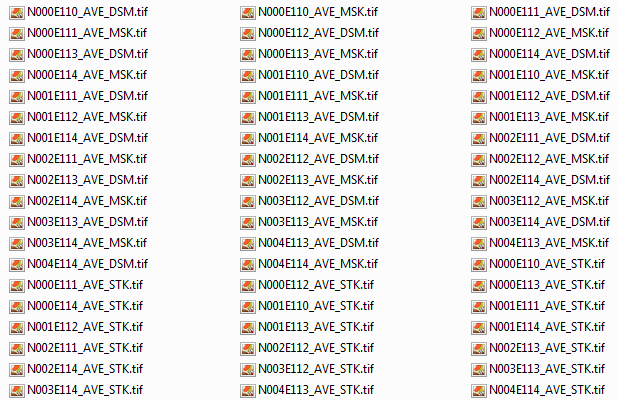 N000E110_AVE_DSM.tif N000E110_AVE_MSK.tif N000E111_AVE_DSM.tif
N000E111_AVE_MSK.tif N000E112_AVE_DSM.tif N000E112_AVE_MSK.tif
N000E113_AVE_DSM.tif N000E113_AVE_MSK.tif N000E114_AVE_DSM.tif
N000E114_AVE_MSK.tif N001E110_AVE_DSM.tif N001E110_AVE_MSK.tif
N001E111_AVE_DSM.tif N001E111_AVE_MSK.tif N001E112_AVE_DSM.tif
N001E112_AVE_MSK.tif N001E113_AVE_DSM.tif N001E113_AVE_MSK.tif
N001E114_AVE_DSM.tif N001E114_AVE_MSK.tif N002E111_AVE_DSM.tif
N002E111_AVE_MSK.tif N002E112_AVE_DSM.tif N002E112_AVE_MSK.tif
N002E113_AVE_DSM.tif N002E113_AVE_MSK.tif N002E114_AVE_DSM.tif
N002E114_AVE_MSK.tif N003E112_AVE_DSM.tif N003E112_AVE_MSK.tif
N003E113_AVE_DSM.tif N003E113_AVE_MSK.tif N003E114_AVE_DSM.tif
N003E114_AVE_MSK.tif N004E113_AVE_DSM.tif N004E113_AVE_MSK.tif
N004E114_AVE_DSM.tif N004E114_AVE_MSK.tif N000E110_AVE_STK.tif
N000E111_AVE_STK.tif N000E112_AVE_STK.tif N000E113_AVE_STK.tif
N000E114_AVE_STK.tif N001E110_AVE_STK.tif N001E111_AVE_STK.tif
N001E112_AVE_STK.tif N001E113_AVE_STK.tif N001E114_AVE_STK.tif
N002E111_AVE_STK.tif N002E112_AVE_STK.tif N002E113_AVE_STK.tif
N002E114_AVE_STK.tif N003E112_AVE_STK.tif N003E113_AVE_STK.tif
N003E114_AVE_STK.tif N004E113_AVE_STK.tif N004E114_AVE_STK.tif